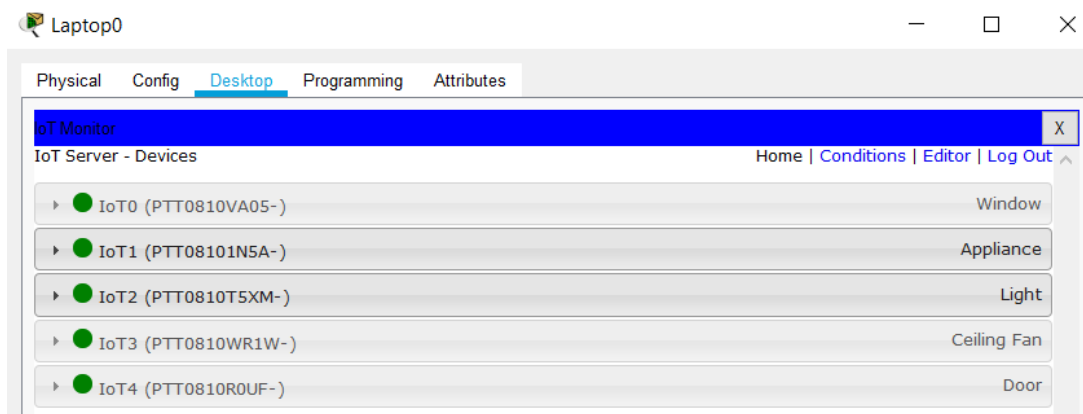 Laptop0
Physical Config Desktop Programming Attributes
IoT Monitor X
IoT Server - Devices Home | Conditions | Editor | Log Out
IoT0 (PTT0810VA05-) Window
IoT1 (PTT08101N5A-) Appliance
IoT2 (PTT0810T5XM-) Light
IoT3 (PTT0810WR1W-) Ceiling Fan
IoT4 (PTT0810R0UF-) Door